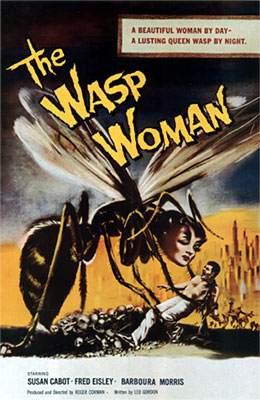 A BEAUTIFUL WOMAN BY DAY-
A LUSTING QUEEN WASP BY NIGHT.
The
WASP
WOMAN
STARRING
SUSAN CABOT · FRED EISLEY · BARBOURA MORRIS
Produced and Directed by ROGER CORMAN · Written by LEO GORDON